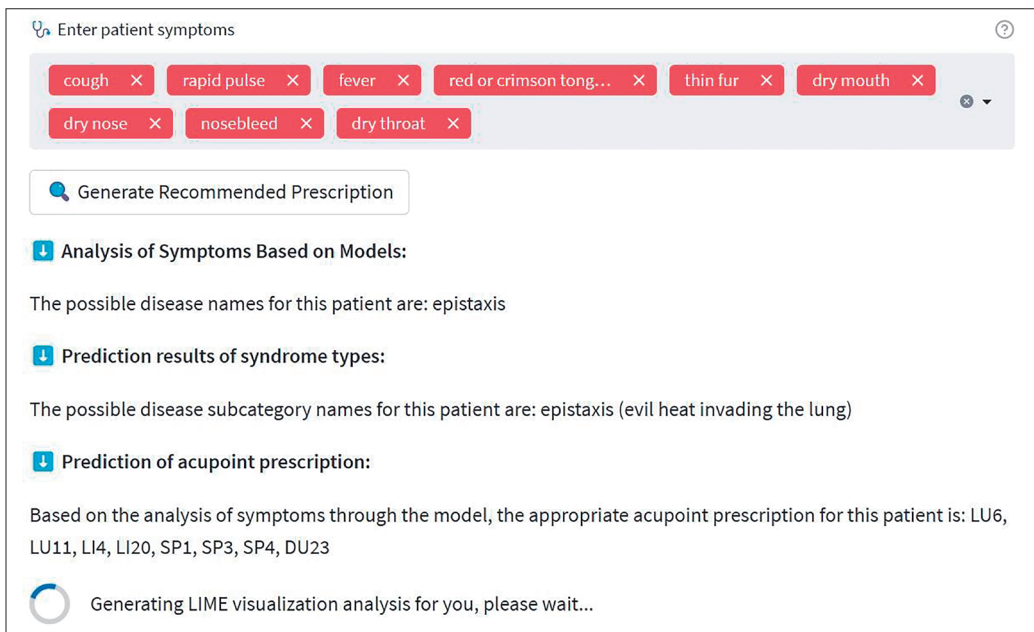 Enter patient symptoms
cough rapid pulse fever red or crimson tong... thin fur dry mouth
dry nose nosebleed dry throat
Generate Recommended Prescription
Analysis of Symptoms Based on Models:
The possible disease names for this patient are: epistaxis
Prediction results of syndrome types:
The possible disease subcategory names for this patient are: epistaxis (evil heat invading the lung)
Prediction of acupoint prescription:
Based on the analysis of symptoms through the model, the appropriate acupoint prescription for this patient is: LU6,
LU11, LI4, LI20, SP1, SP3, SP4, DU23
Generating LIME visualization analysis for you, please wait...